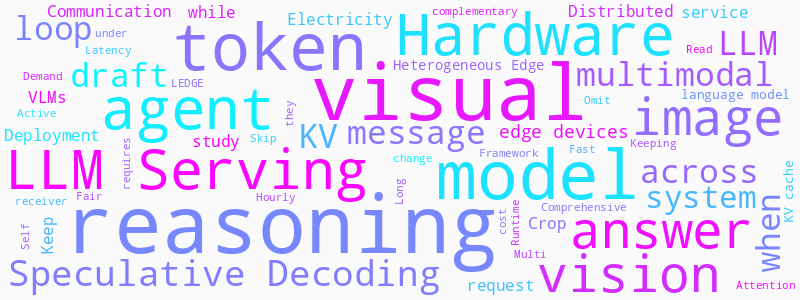 Communication while complementary Distributed service
loop under Electricity Hardware LLM
Latency token Heterogeneous Edge Read
Demand draft LEDGE visual multimodal
VLMs agent they Omit language model
Active Skip KV message edge devices image
Deployment study Keeping
requires change Framework Fast across
LLM Serving Long model system KV cache
receiver Fair Hourly Comprehensive
Self Keep reasoning cost Runtime Crop answer when
Speculative Decoding Multi vision
request Attention